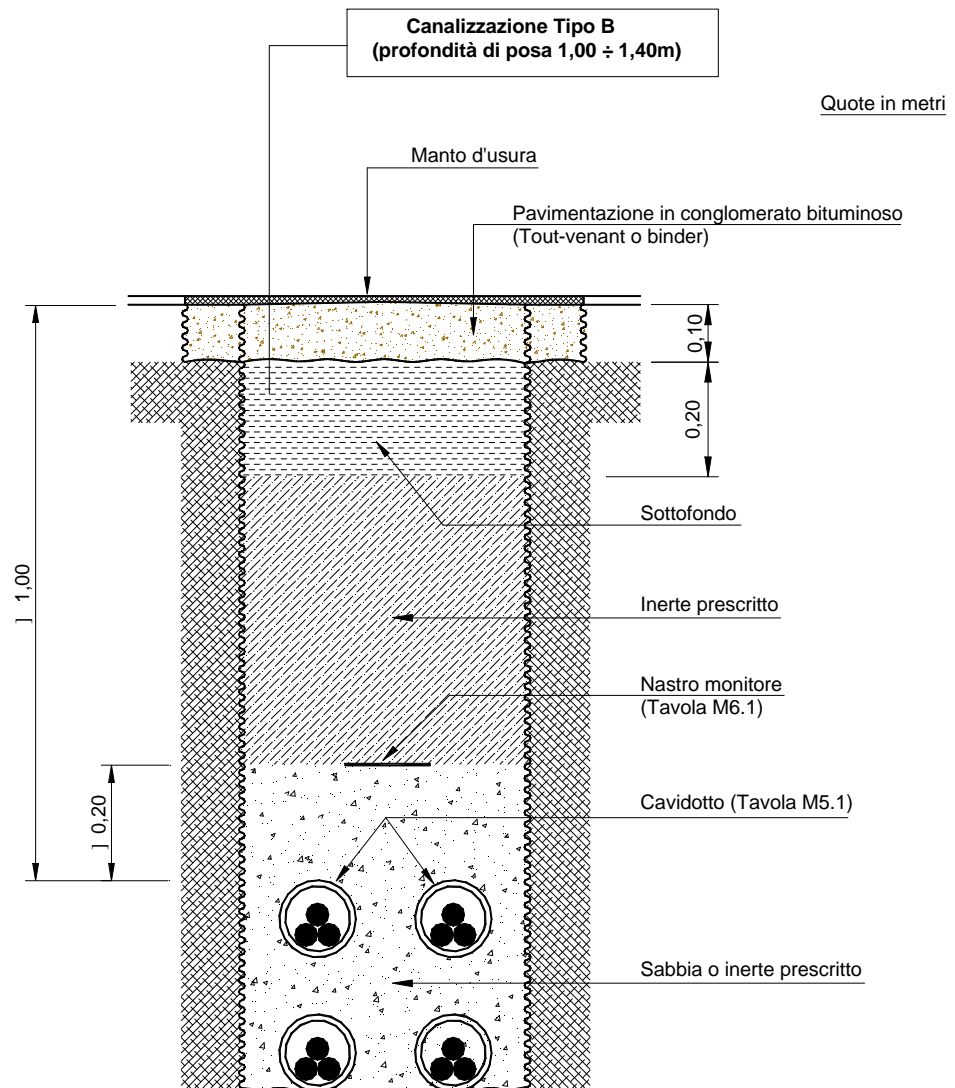 Canalizzazione Tipo B
(profondità di posa 1,00 ÷ 1,40m)
Quote in metri
Manto d'usura
Pavimentazione in conglomerato bituminoso
(Tout-venant o binder)
0,10
0,20
Sottofondo
] 1,00
Inerte prescritto
Nastro monitore
(Tavola M6.1)
] 0,20
Cavidotto (Tavola M5.1)
Sabbia o inerte prescritto